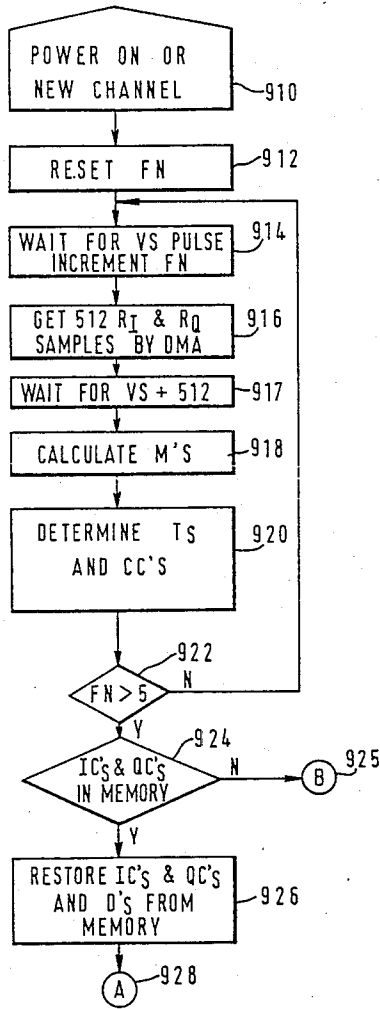 POWER ON OR
NEW CHANNEL
910
RESET FN
912
WAIT FOR VS PULSE
INCREMENT FN
914
GET 512 RI & RQ
SAMPLES BY DMA
916
WAIT FOR VS + 512
917
CALCULATE M'S
918
DETERMINE TS
AND CC'S
920
FN > 5
922
N
Y
IC'S & QC'S
IN MEMORY
924
N
B
925
Y
RESTORE IC'S & QC'S
AND D'S FROM
MEMORY
926
A
928